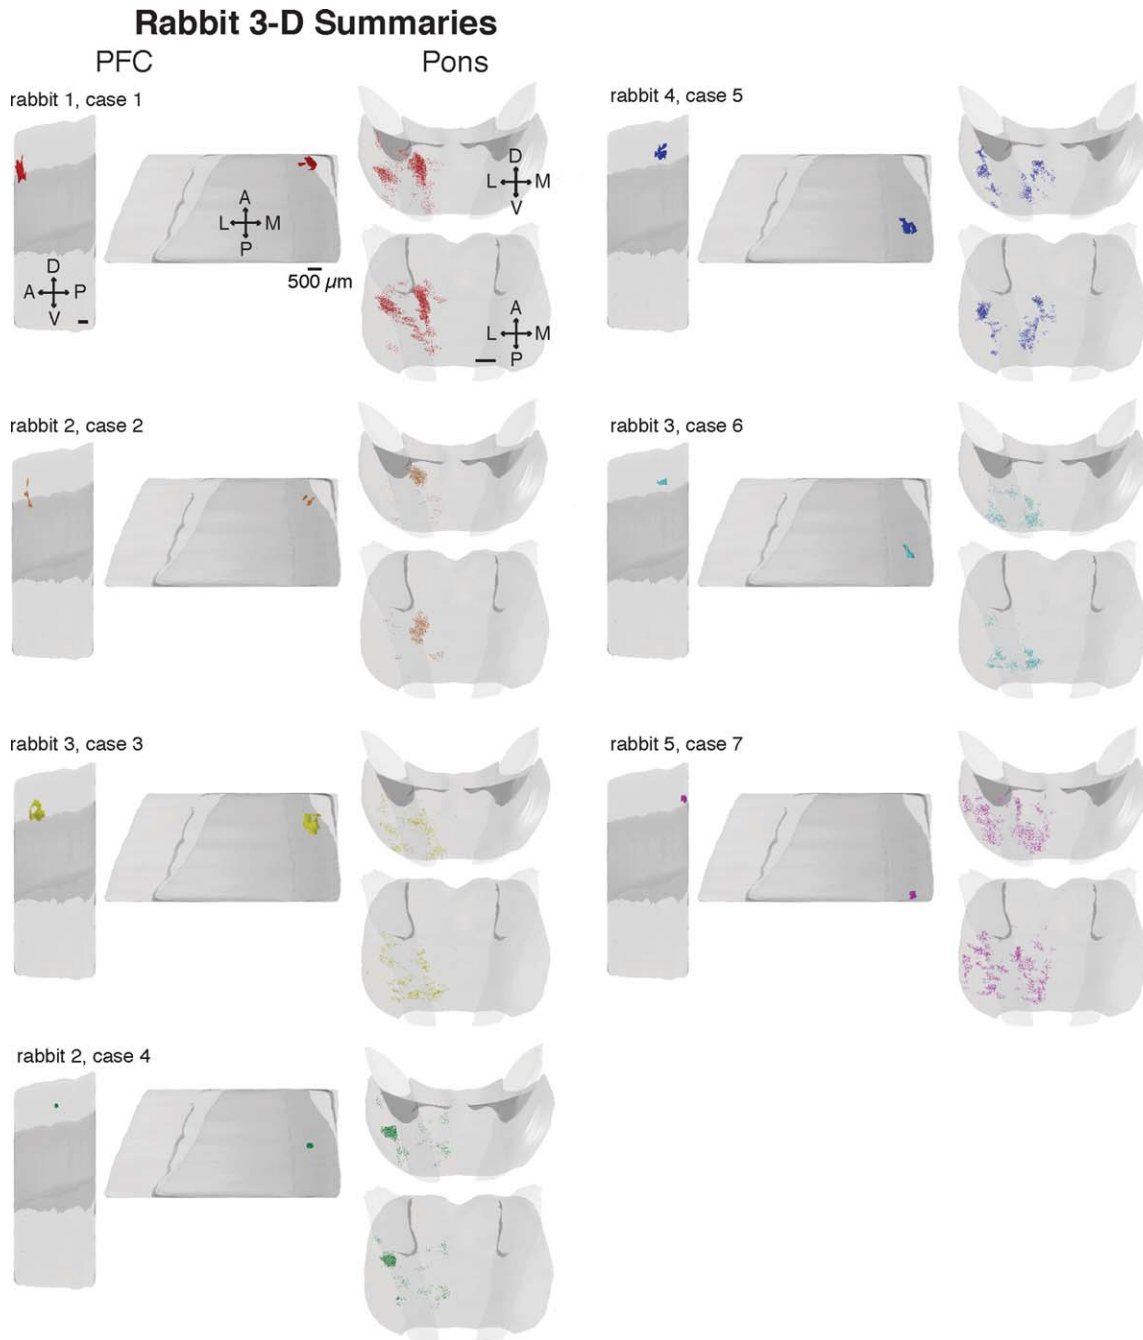 Rabbit 3-D Summaries
PFC
Pons
rabbit 1, case 1
D
A P
V
A
L M
P
500 µm
D
L M
V
A
L M
P
rabbit 4, case 5
rabbit 2, case 2
rabbit 3, case 6
rabbit 3, case 3
rabbit 5, case 7
rabbit 2, case 4